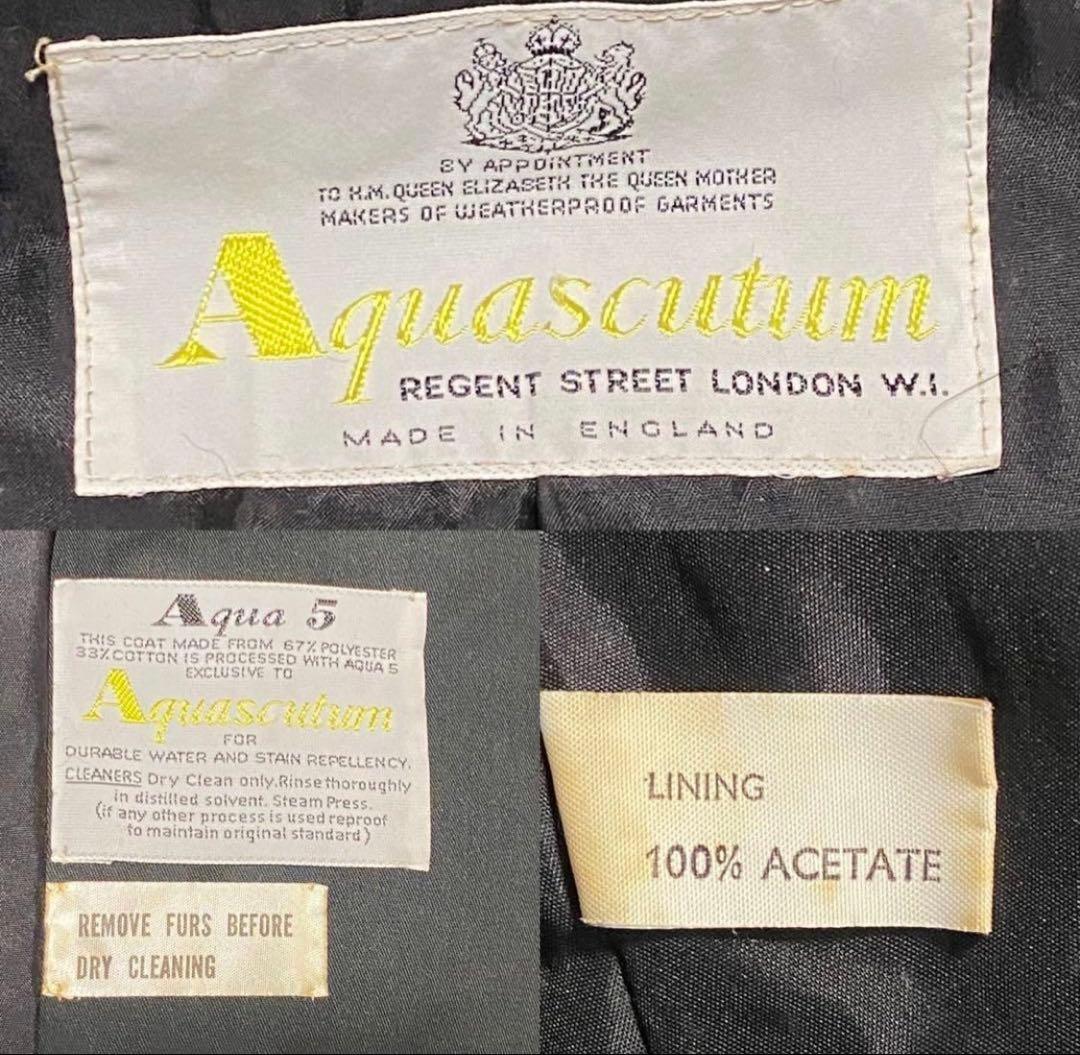 BY APPOINTMENT
TO H.M. QUEEN ELIZABETH THE QUEEN MOTHER
MAKERS OF WEATHERPROOF GARMENTS
Aquascutum
REGENT STREET LONDON W.1.
MADE IN ENGLAND
Aqua 5
THIS COAT MADE FROM 67% POLYESTER
33% COTTON IS PROCESSED WITH AQUA 5
EXCLUSIVE TO
Aquascutum
FOR
DURABLE WATER AND STAIN REPELLENCY.
CLEANERS Dry Clean only. Rinse thoroughly
in distilled solvent. Steam Press.
(if any other process is used reproof
to maintain original standard)
REMOVE FURS BEFORE
DRY CLEANING
LINING
100% ACETATE